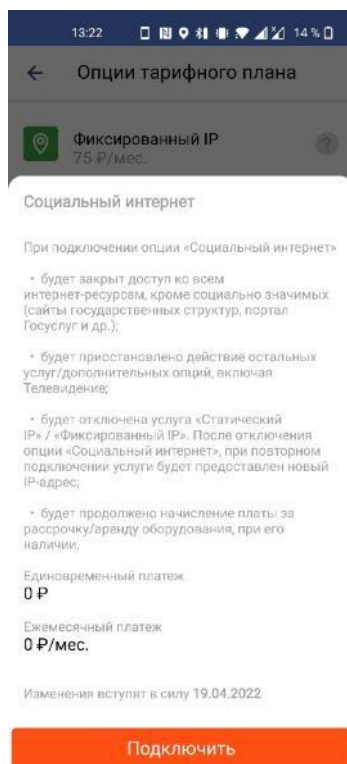 13:22
14 %
Опции тарифного плана
Фиксированный IP
75 ₽/мес.
?
Социальный интернет
При подключении опции «Социальный интернет»
• будет закрыт доступ ко всем
интернет-ресурсам, кроме социально значимых
(сайты государственных структур, портал
Госуслуг и др.);
• будет приостановлено действие остальных
услуг/дополнительных опций, включая
Телевидение;
• будет отключена услуга «Статический
IP» / «Фиксированный IP». После отключения
опции «Социальный интернет», при повторном
подключении услуги будет предоставлен новый
IP-адрес;
• будет продолжено начисление платы за
рассрочку/аренду оборудования, при его
наличии.
Единовременный платеж
0 ₽
Ежемесячный платеж
0 ₽/мес.
Изменения вступят в силу 19.04.2022
Подключить